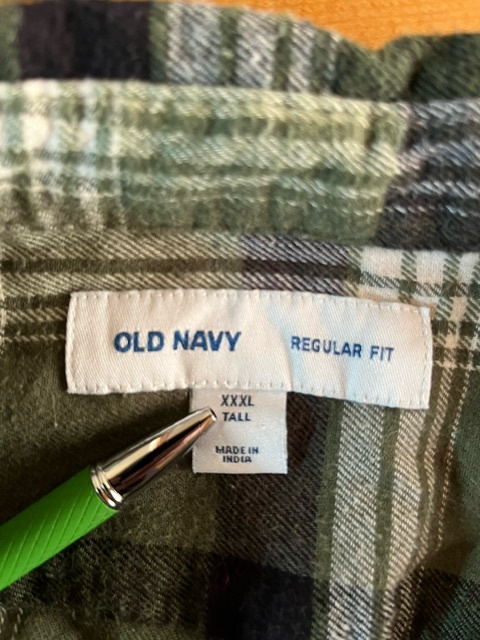 OLD NAVY REGULAR FIT
XXXL
TALL
MADE IN
INDIA